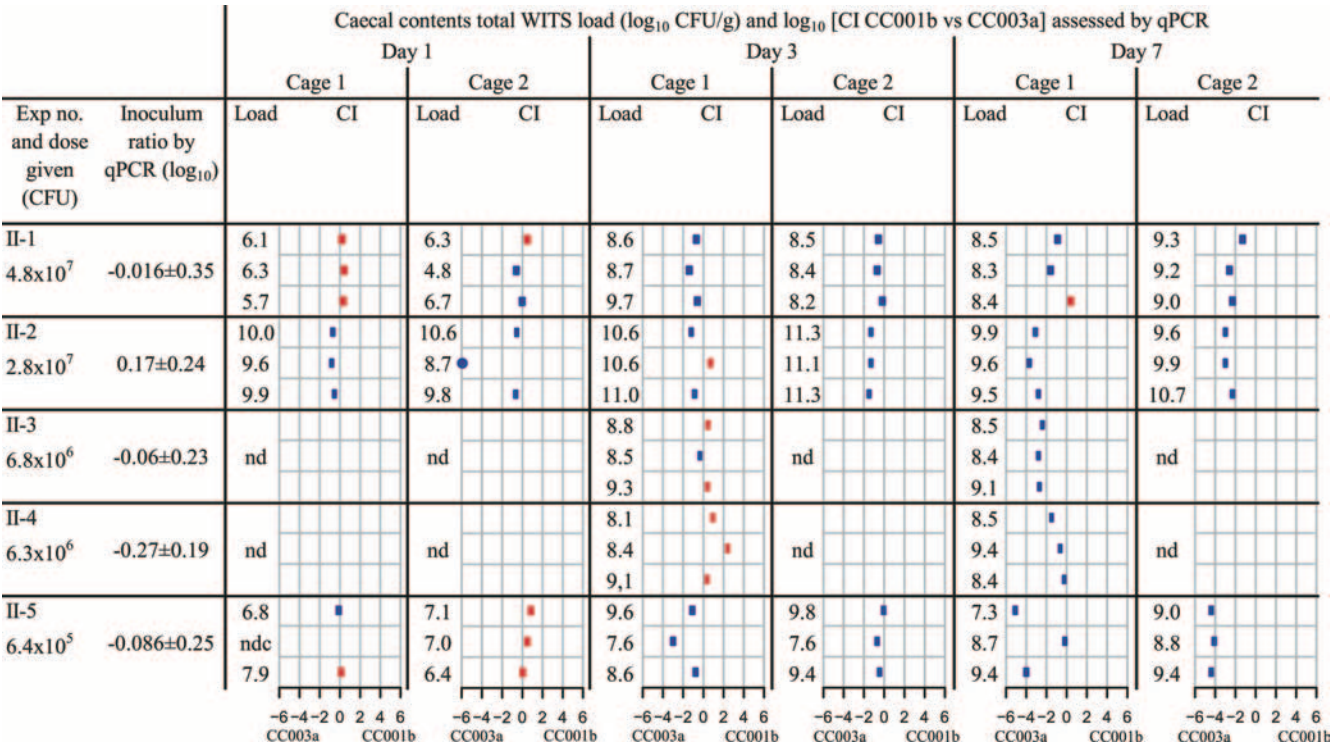 Caecal contents total WITS load (log₁₀ CFU/g) and log₁₀ [CI CC001b vs CC003a] assessed by qPCR
Day 1 Day 3 Day 7
Cage 1 Cage 2 Cage 1 Cage 2 Cage 1 Cage 2
Exp no. Inoculum Load CI Load CI Load CI Load CI Load CI Load CI
and dose ratio by
given qPCR (log₁₀)
(CFU)
II-1 6.1 6.3 8.6 8.5 8.5 9.3
4.8x10⁷ -0.016±0.35 6.3 4.8 8.7 8.4 8.3 9.2
5.7 6.7 9.7 8.2 8.4 9.0
II-2 10.0 10.6 10.6 11.3 9.9 9.6
2.8x10⁷ 0.17±0.24 9.6 8.7 10.6 11.1 9.6 9.9
9.9 9.8 11.0 11.3 9.5 10.7
II-3 8.8 8.5
6.8x10⁶ -0.06±0.23 nd nd 8.5 nd 8.4 nd
9.3 9.1
II-4 8.1 8.5
6.3x10⁶ -0.27±0.19 nd nd 8.4 nd 9.4 nd
9,1 8.4
II-5 6.8 7.1 9.6 9.8 7.3 9.0
6.4x10⁵ -0.086±0.25 ndc 7.0 7.6 7.6 8.7 8.8
7.9 6.4 8.6 9.4 9.4 9.4
−6 −4 −2 0 2 4 6 −6 −4 −2 0 2 4 6 −6 −4 −2 0 2 4 6 −6 −4 −2 0 2 4 6 −6 −4 −2 0 2 4 6 −6 −4 −2 0 2 4 6
CC003a CC001b CC003a CC001b CC003a CC001b CC003a CC001b CC003a CC001b CC003a CC001b